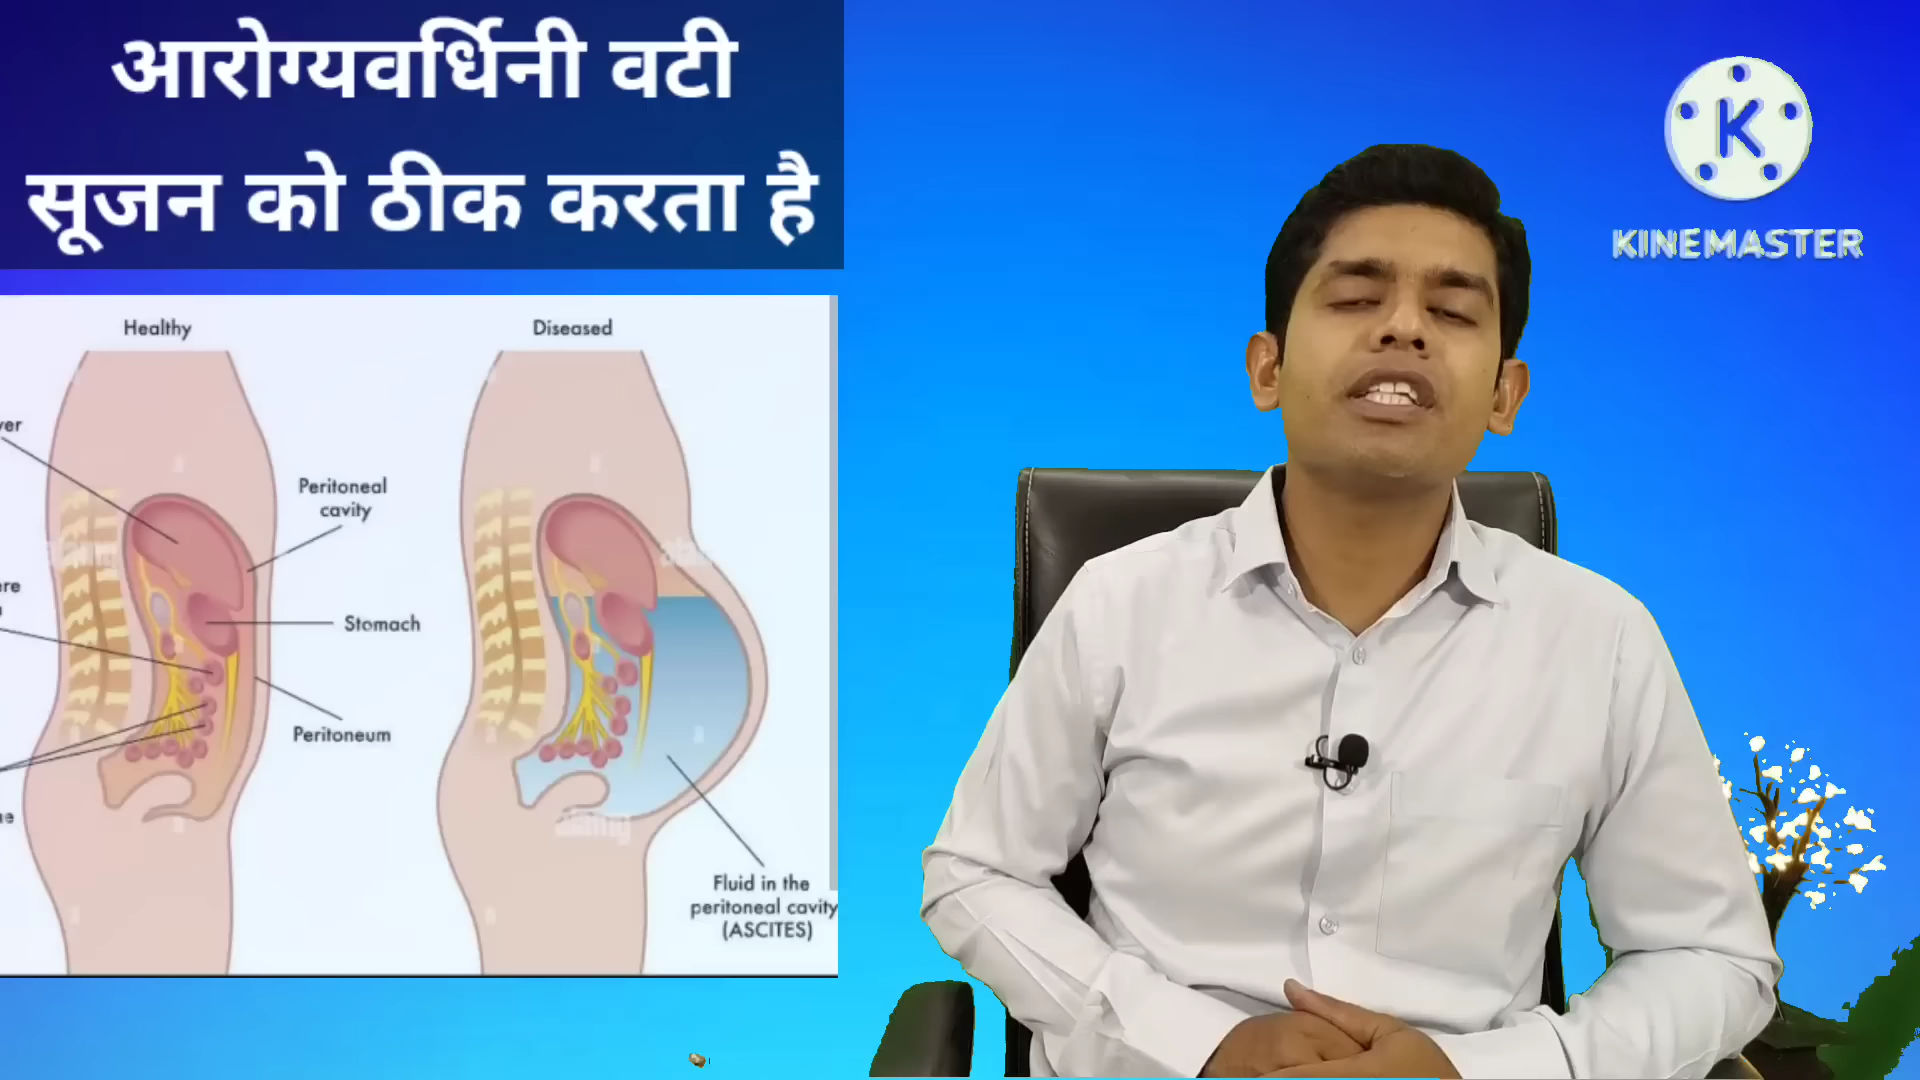 आरोग्यवर्धिनी वटी
सूजन को ठीक करता है
K
KINEMASTER
Healthy
Diseased
Peritoneal
cavity
Stomach
Peritoneum
Fluid in the
peritoneal cavity
(ASCITES)